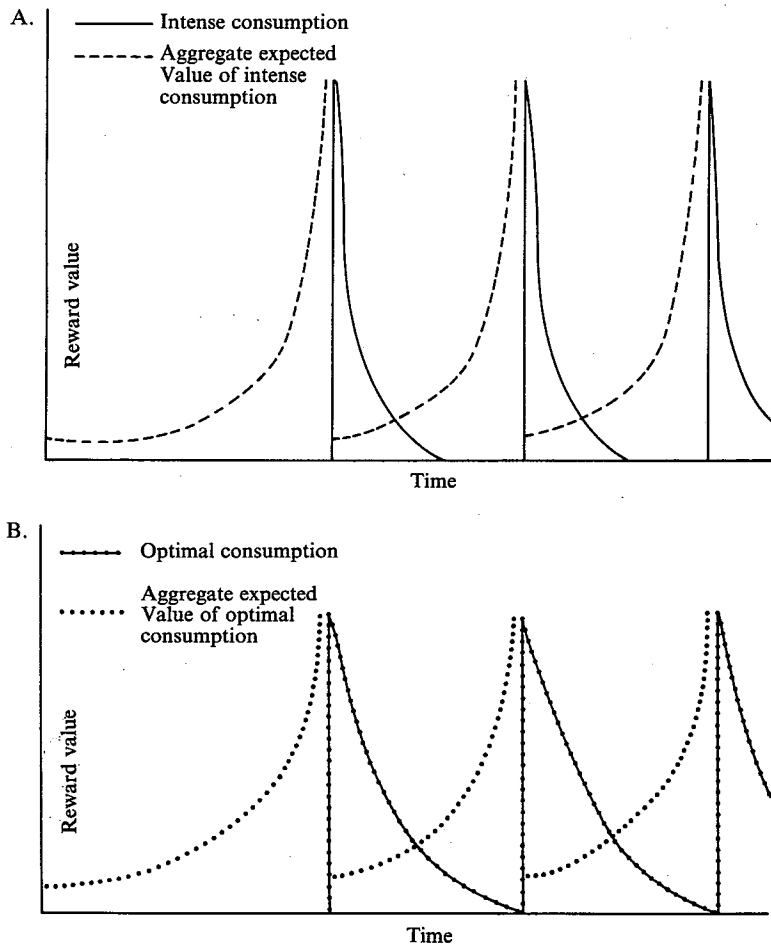 A.
Intense consumption
Aggregate expected
Value of intense
consumption
Reward value
Time
B.
Optimal consumption
Aggregate expected
Value of optimal
consumption
Reward value
Time